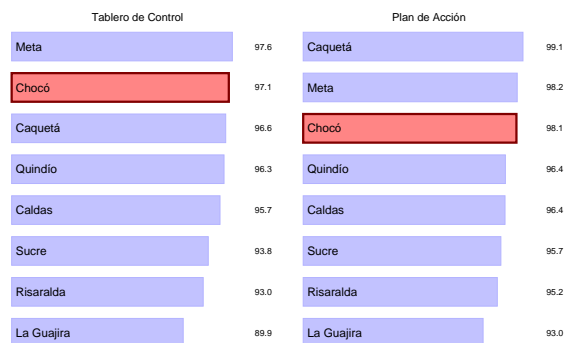 Tablero de Control
Meta 97.6
Chocó 97.1
Caquetá 96.6
Quindío 96.3
Caldas 95.7
Sucre 93.8
Risaralda 93.0
La Guajira 89.9
Plan de Acción
Caquetá 99.1
Meta 98.2
Chocó 98.1
Quindío 96.4
Caldas 96.4
Sucre 95.7
Risaralda 95.2
La Guajira 93.0